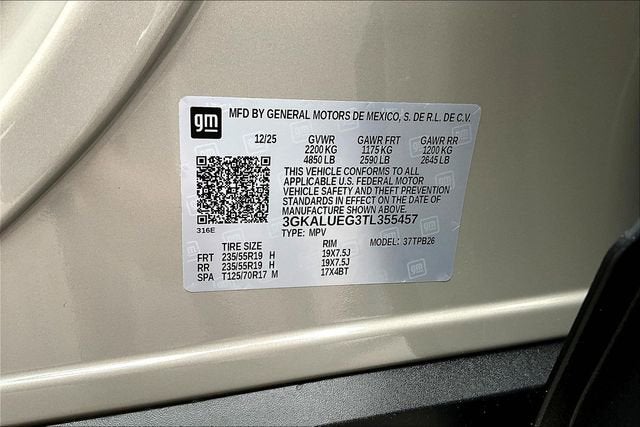 gm MFD BY GENERAL MOTORS DE MEXICO, S. DE R.L. DE C.V.
12/25 GVWR GAWR FRT GAWR RR
2200 KG 1175 KG 1200 KG
4850 LB 2590 LB 2645 LB
THIS VEHICLE CONFORMS TO ALL
APPLICABLE U.S. FEDERAL MOTOR
VEHICLE SAFETY AND THEFT PREVENTION
STANDARDS IN EFFECT ON THE DATE OF
MANUFACTURE SHOWN ABOVE.
3GKALUEG3TL355457
316E
TYPE: MPV
TIRE SIZE RIM MODEL: 37TPB26
FRT 235/55R19 H 19X7.5J
RR 235/55R19 H 19X7.5J
SPA T125/70R17 M 17X4BT